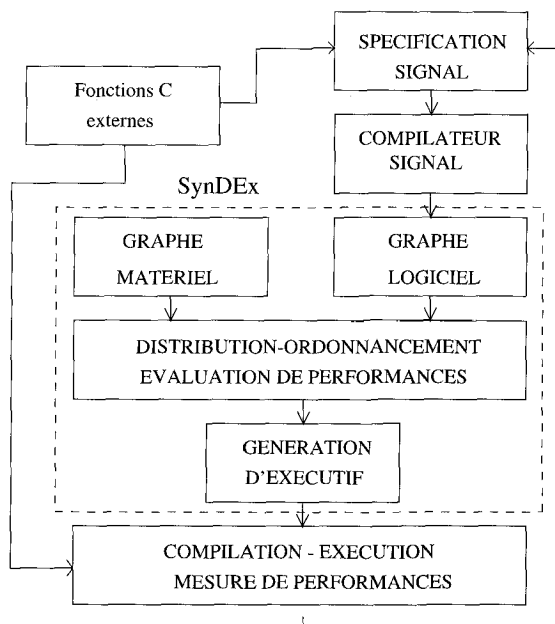 SPECIFICATION
SIGNAL
Fonctions C
externes
COMPILATEUR
SIGNAL
SynDEx
GRAPHE
MATERIEL
GRAPHE
LOGICIEL
DISTRIBUTION-ORDONNANCEMENT
EVALUATION DE PERFORMANCES
GENERATION
D'EXECUTIF
COMPILATION - EXECUTION
MESURE DE PERFORMANCES